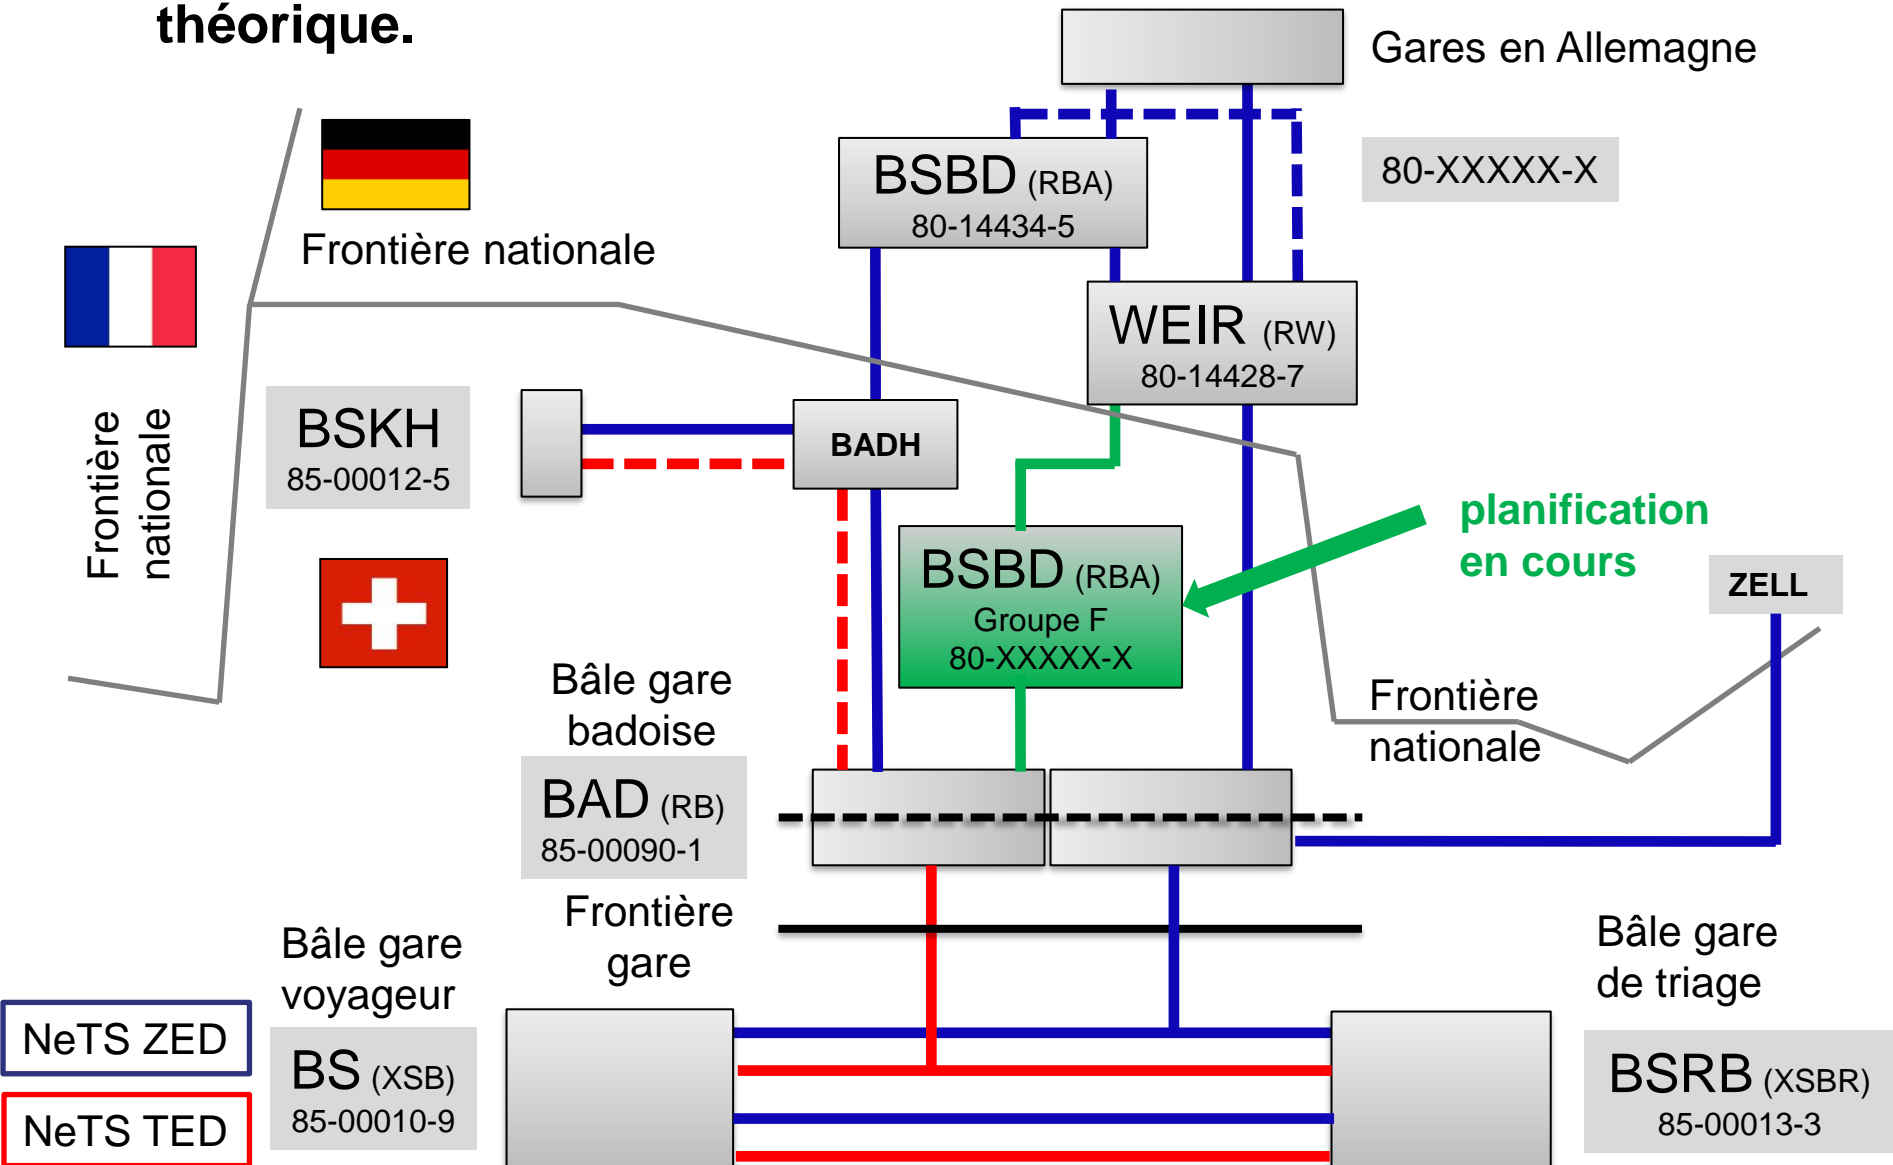 théorique.
Gares en Allemagne
BSBD (RBA)
80-14434-5
80-XXXXX-X
Frontière nationale
WEIR (RW)
80-14428-7
Frontière
nationale
BSKH
85-00012-5
BADH
planification
en cours
BSBD (RBA)
Groupe F
80-XXXXX-X
ZELL
Bâle gare
badoise
Frontière
nationale
BAD (RB)
85-00090-1
Frontière
gare
Bâle gare
voyageur
Bâle gare
de triage
NeTS ZED
BS (XSB)
85-00010-9
BSRB (XSBR)
85-00013-3
NeTS TED